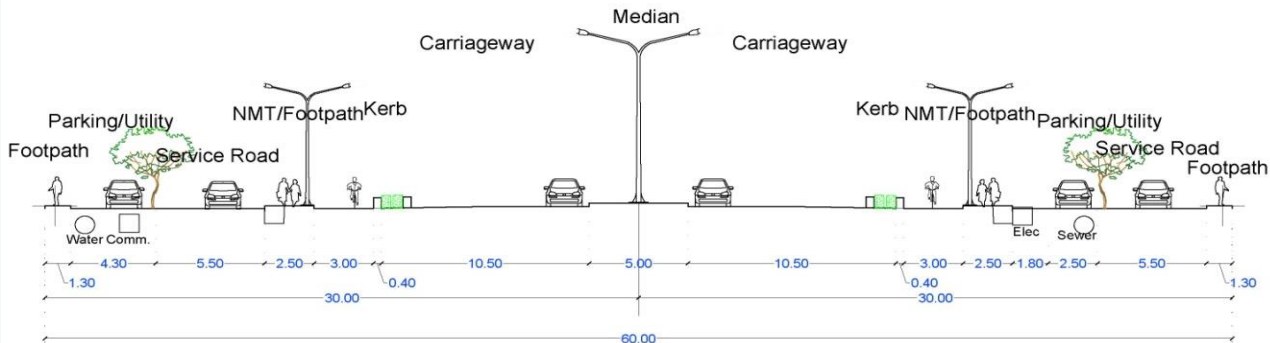 Median
Carriageway Carriageway
NMT/Footpath Kerb Kerb NMT/Footpath
Parking/Utility Parking/Utility
Footpath Service Road Service Road
Footpath
Water Comm. Elec Sewer
4.30 5.50 2.50 3.00 10.50 5.00 10.50 3.00 2.50 1.80 2.50 5.50
1.30 0.40 0.40 1.30
30.00 30.00
60.00